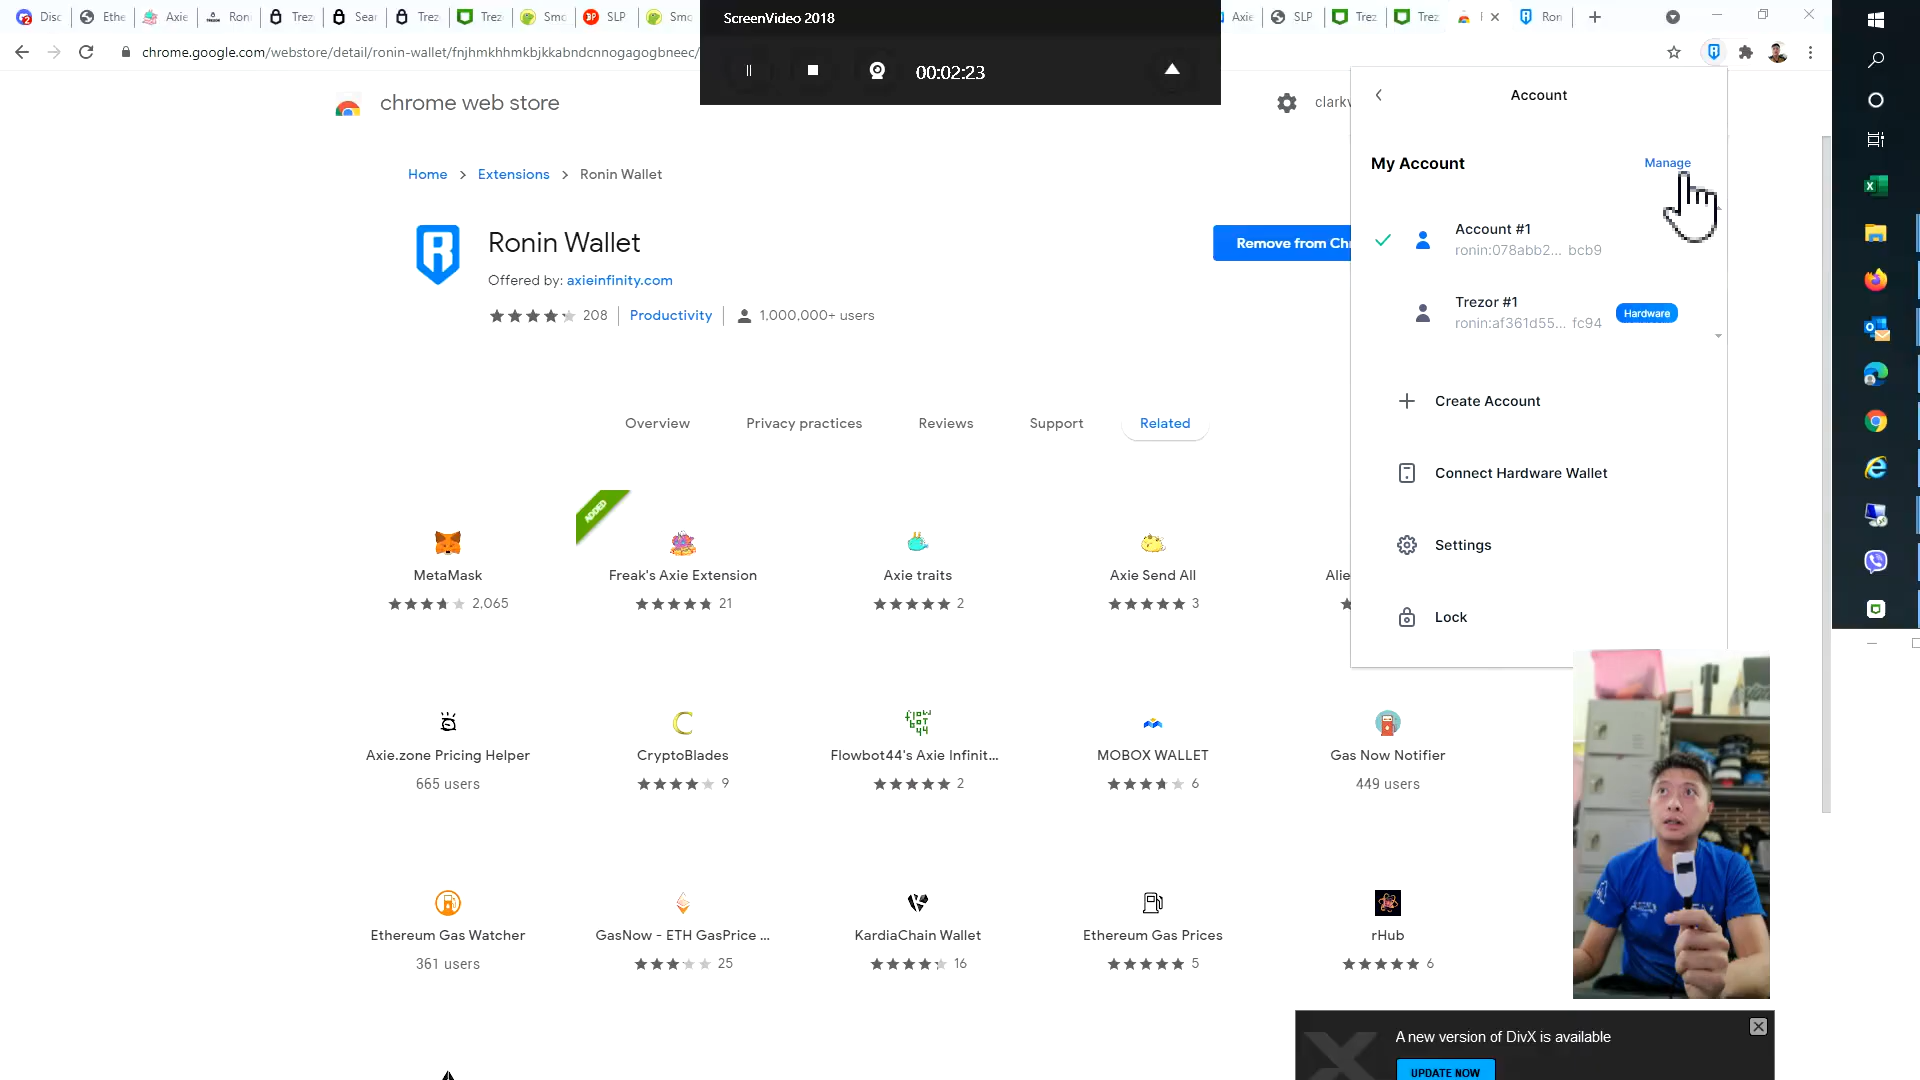 Disc
Ethe
Axie
Ron
Trez
Sear
Trez
Trez
Smo
SLP
Smo
ScreenVideo 2018
Axie
SLP
Trez
Trez
Ron
chrome.google.com/webstore/detail/ronin-wallet/fnjhmkhhmkbjkkabndcnnogagogbneec/
00:02:23
chrome web store
clarkv
Account
Home > Extensions > Ronin Wallet
My Account
Manage
Ronin Wallet
Offered by: axieinfinity.com
208 | Productivity | 1,000,000+ users
Remove from Chr
Account #1
ronin:078abb2... bcb9
Trezor #1
ronin:af361d55... fc94
Hardware
Create Account
Connect Hardware Wallet
Settings
Lock
Overview
Privacy practices
Reviews
Support
Related
ADDED
MetaMask
2,065
Freak's Axie Extension
21
Axie traits
2
Axie Send All
3
Alie
Axie.zone Pricing Helper
665 users
CryptoBlades
9
Flowbot44's Axie Infinit...
2
MOBOX WALLET
6
Gas Now Notifier
449 users
Ethereum Gas Watcher
361 users
GasNow - ETH GasPrice ...
25
KardiaChain Wallet
16
Ethereum Gas Prices
5
rHub
6
A new version of DivX is available
UPDATE NOW